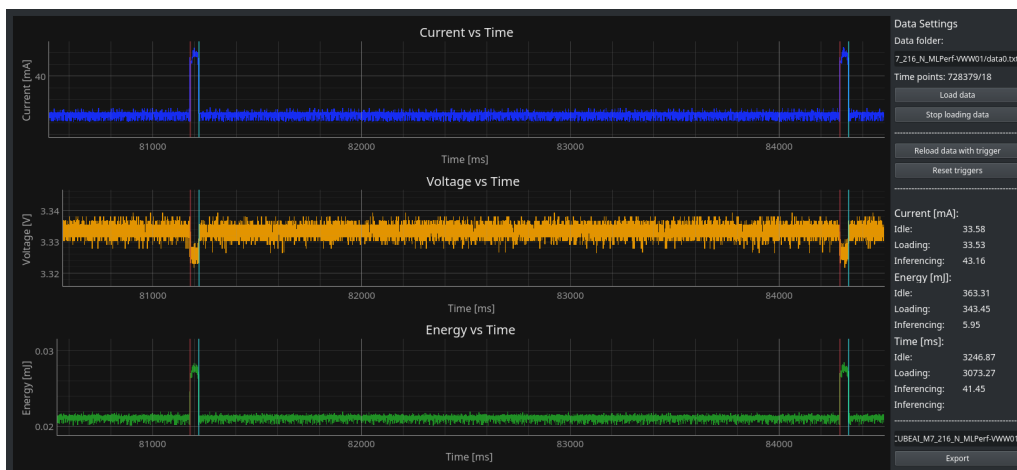 Current vs Time
Current [mA]
40
81000 82000 83000 84000
Time [ms]
Voltage vs Time
Voltage [V]
3.34
3.33
3.32
81000 82000 83000 84000
Time [ms]
Energy vs Time
Energy [mJ]
0.03
0.02
81000 82000 83000 84000
Time [ms]
Data Settings
Data folder:
7_216_N_MLPerf-VWW01/data0.txt
Time points: 728379/18
Load data
Stop loading data
Reload data with trigger
Reset triggers
Current [mA]:
Idle: 33.58
Loading: 33.53
Inferencing: 43.16
Energy [mJ]:
Idle: 363.31
Loading: 343.45
Inferencing: 5.95
Time [ms]:
Idle: 3246.87
Loading: 3073.27
Inferencing: 41.45
Inferencing:
CUBEAI_M7_216_N_MLPerf-VWW01
Export